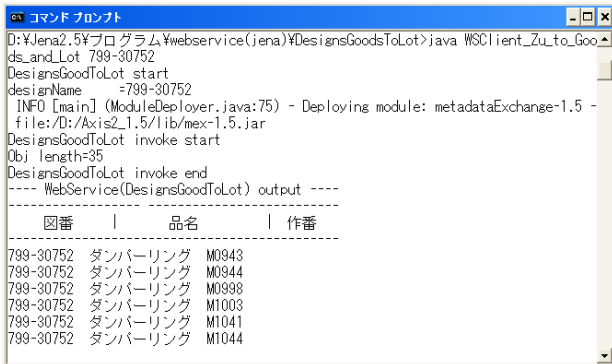 コマンド プロンプト
D:¥Jena2.5¥プログラム¥webservice(jena)¥DesignsGoodsToLot>java WSClient_Zu_to_Goo
ds_and_Lot 799-30752
DesignsGoodToLot start
designName    =799-30752
 INFO [main] (ModuleDeployer.java:75) - Deploying module: metadataExchange-1.5 -
 file:/D:/Axis2_1.5/lib/mex-1.5.jar
DesignsGoodToLot invoke start
Obj length=35
DesignsGoodToLot invoke end
---- WebService(DesignsGoodToLot) output ----
----------------- ------------------------
図番 | 品名 | 作番
------------------------------------------
799-30752 ダンパーリング M0943
799-30752 ダンパーリング M0944
799-30752 ダンパーリング M0998
799-30752 ダンパーリング M1003
799-30752 ダンパーリング M1041
799-30752 ダンパーリング M1044